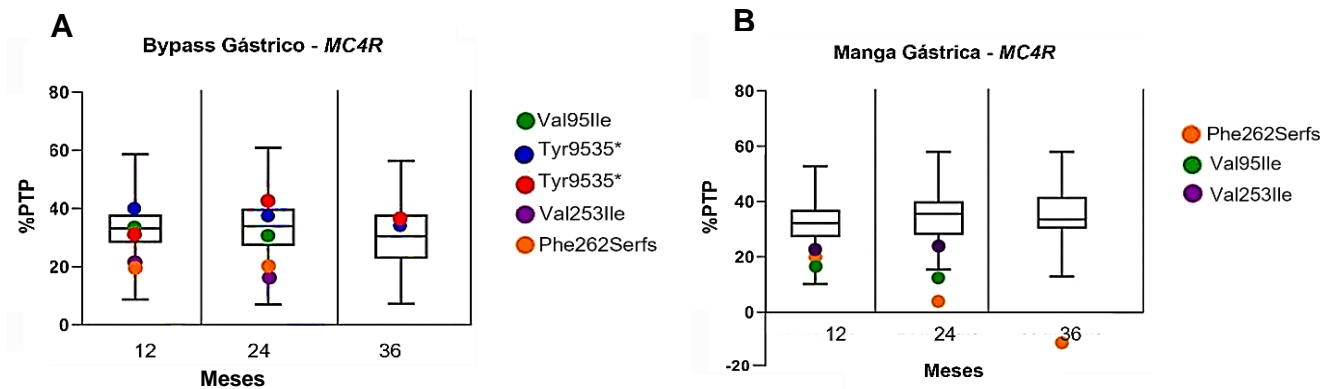 A
Bypass Gástrico - MC4R
80
60
40
20
0
%PTP
12
24
36
Meses
Val95Ile
Tyr9535*
Tyr9535*
Val253Ile
Phe262Serfs
B
Manga Gástrica - MC4R
80
60
40
20
0
-20
%PTP
12
24
36
Meses
Phe262Serfs
Val95Ile
Val253Ile